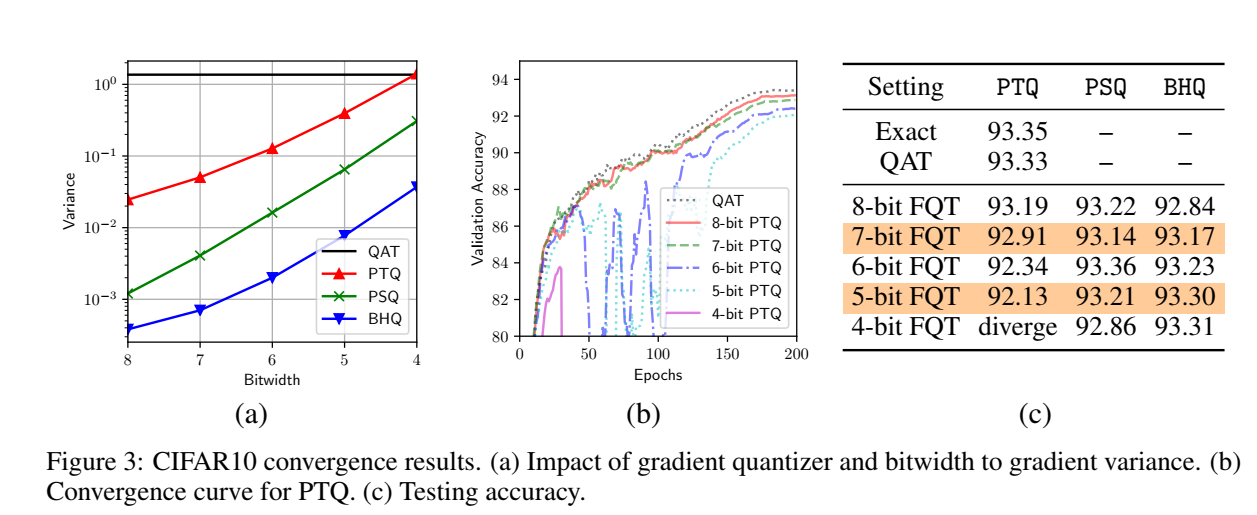 10⁰
10⁻¹
10⁻²
10⁻³
Variance
8 7 6 5 4
Bitwidth
QAT
PTQ
PSQ
BHQ
(a)
94
92
90
88
86
84
82
80
Validation Accuracy
0 50 100 150 200
Epochs
QAT
8-bit PTQ
7-bit PTQ
6-bit PTQ
5-bit PTQ
4-bit PTQ
(b)
Setting PTQ PSQ BHQ
Exact 93.35 – –
QAT 93.33 – –
8-bit FQT 93.19 93.22 92.84
7-bit FQT 92.91 93.14 93.17
6-bit FQT 92.34 93.36 93.23
5-bit FQT 92.13 93.21 93.30
4-bit FQT diverge 92.86 93.31
(c)
Figure 3: CIFAR10 convergence results. (a) Impact of gradient quantizer and bitwidth to gradient variance. (b)
Convergence curve for PTQ. (c) Testing accuracy.